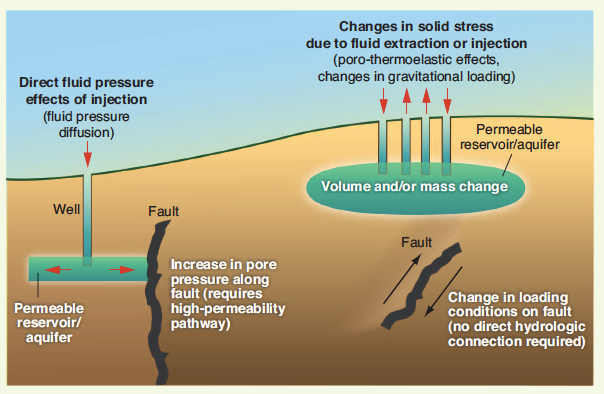 Changes in solid stress
due to fluid extraction or injection
(poro-thermoelastic effects,
changes in gravitational loading)
Direct fluid pressure
effects of injection
(fluid pressure
diffusion)
Permeable
reservoir/aquifer
Volume and/or mass change
Well
Fault
Fault
Increase in pore
pressure along
fault (requires
high-permeability
pathway)
Permeable
reservoir/
aquifer
Change in loading
conditions on fault
(no direct hydrologic
connection required)